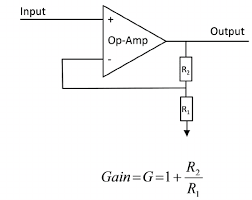 Input
Output
+
Op-Amp
-
R₂
R₁
Gain=G=1+R₂/R₁